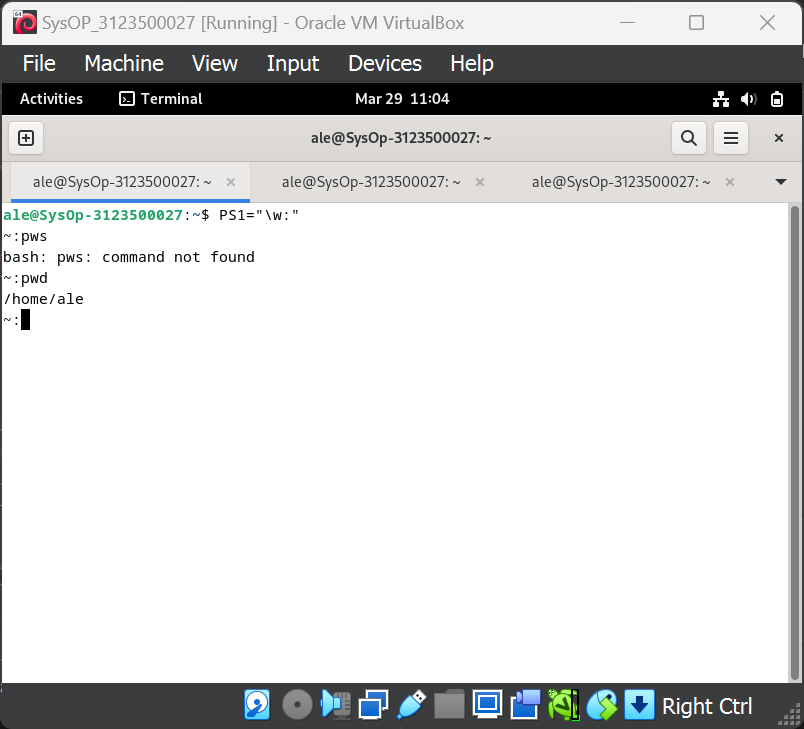 SysOP_3123500027 [Running] - Oracle VM VirtualBox
File Machine View Input Devices Help
Activities Terminal Mar 29 11:04
ale@SysOp-3123500027: ~
ale@SysOp-3123500027: ~ × ale@SysOp-3123500027: ~ × ale@SysOp-3123500027: ~ ×
ale@SysOp-3123500027:~$ PS1="\w:"
~:pws
bash: pws: command not found
~:pwd
/home/ale
~:
Right Ctrl